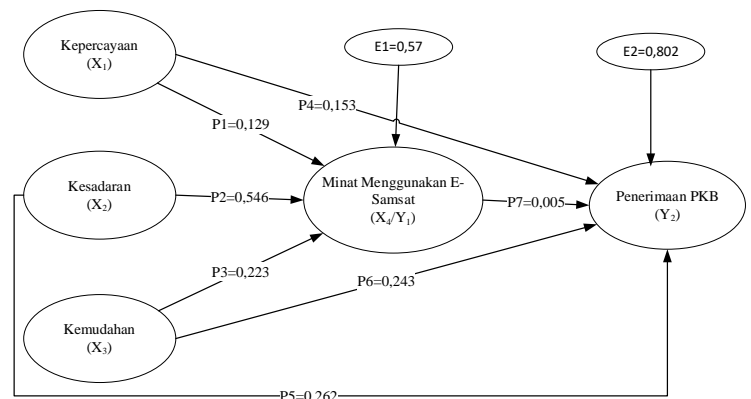 Kepercayaan
(X₁)
E1=0,57
E2=0,802
P4=0,153
P1=0,129
Kesadaran
(X₂)
P2=0,546
Minat Menggunakan E-
Samsat
(X₄/Y₁)
P7=0,005
Penerimaan PKB
(Y₂)
P3=0,223
P6=0,243
Kemudahan
(X₃)
P5=0,262